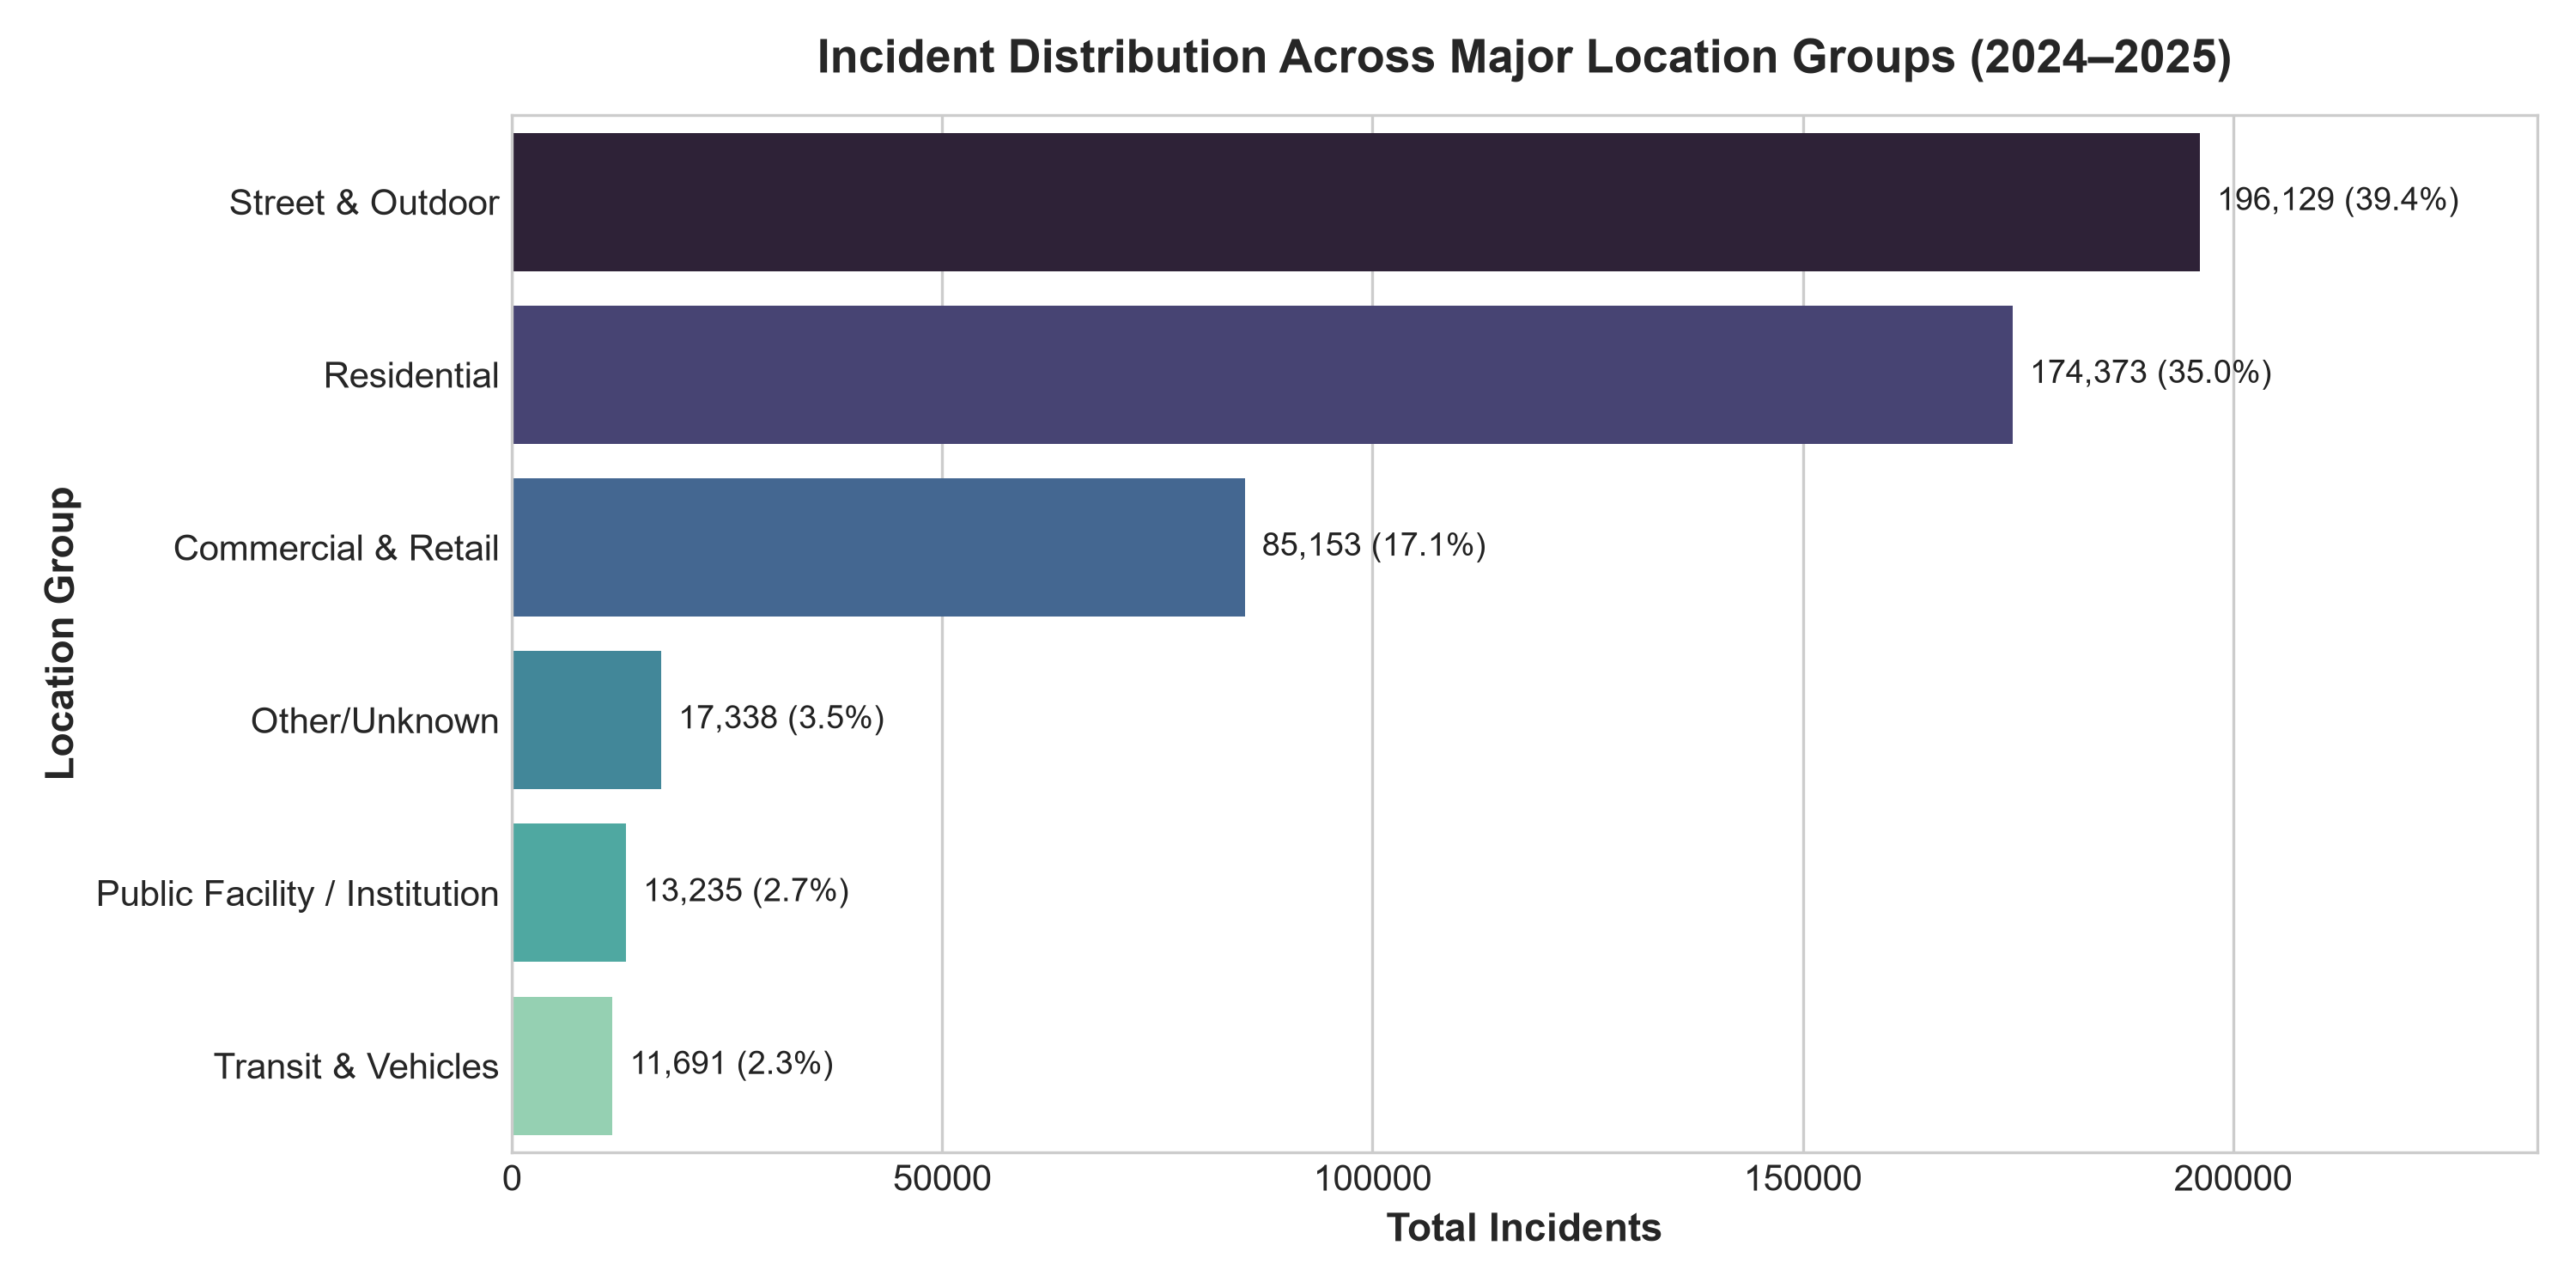 Incident Distribution Across Major Location Groups (2024–2025)
Location Group
Street & Outdoor
196,129 (39.4%)
Residential
174,373 (35.0%)
Commercial & Retail
85,153 (17.1%)
Other/Unknown
17,338 (3.5%)
Public Facility / Institution
13,235 (2.7%)
Transit & Vehicles
11,691 (2.3%)
0 50000 100000 150000 200000
Total Incidents